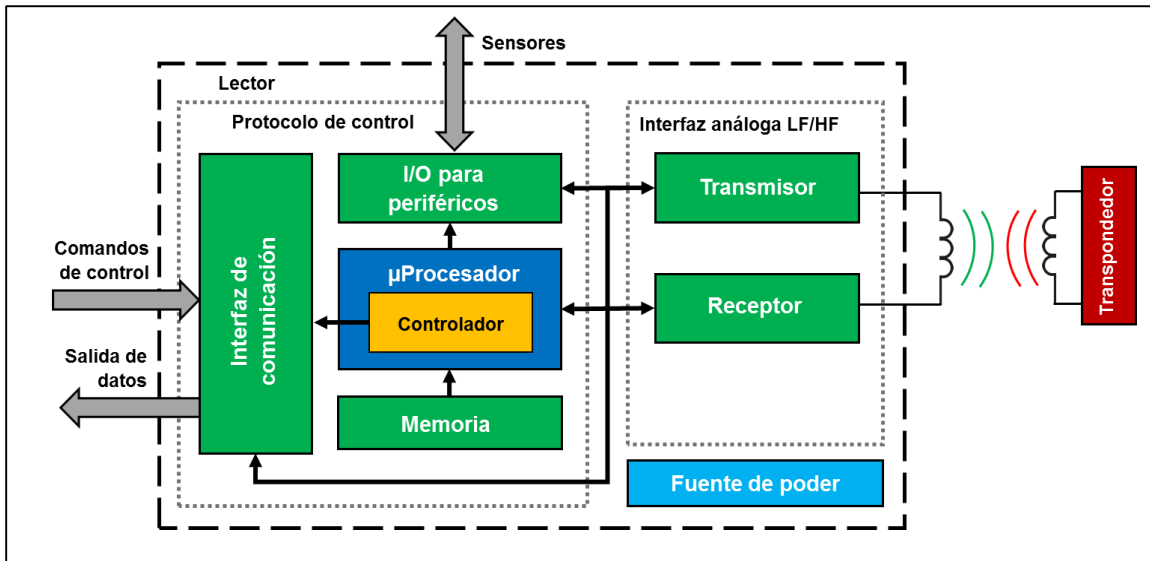 Sensores
Lector
Protocolo de control
Interfaz análoga LF/HF
I/O para
periféricos
Transmisor
Comandos
de control
Interfaz de
comunicación
µProcesador
Controlador
Receptor
Transpondedor
Salida de
datos
Memoria
Fuente de poder